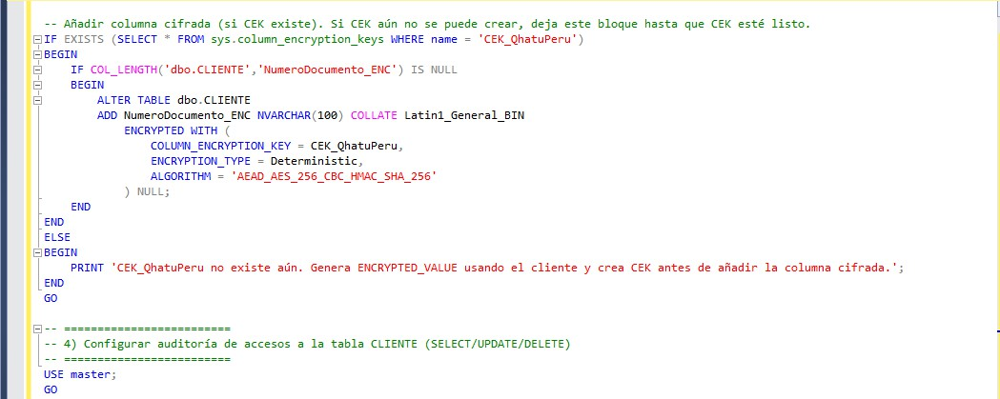 -- Añadir columna cifrada (si CEK existe). Si CEK aún no se puede crear, deja este bloque hasta que CEK esté listo.
IF EXISTS (SELECT * FROM sys.column_encryption_keys WHERE name = 'CEK_QhatuPeru')
BEGIN
    IF COL_LENGTH('dbo.CLIENTE','NumeroDocumento_ENC') IS NULL
    BEGIN
        ALTER TABLE dbo.CLIENTE
        ADD NumeroDocumento_ENC NVARCHAR(100) COLLATE Latin1_General_BIN
            ENCRYPTED WITH (
                COLUMN_ENCRYPTION_KEY = CEK_QhatuPeru,
                ENCRYPTION_TYPE = Deterministic,
                ALGORITHM = 'AEAD_AES_256_CBC_HMAC_SHA_256'
            ) NULL;
    END
END
ELSE
BEGIN
    PRINT 'CEK_QhatuPeru no existe aún. Genera ENCRYPTED_VALUE usando el cliente y crea CEK antes de añadir la columna cifrada.';
END
GO
-- =========================
-- 4) Configurar auditoría de accesos a la tabla CLIENTE (SELECT/UPDATE/DELETE)
-- =========================
USE master;
GO